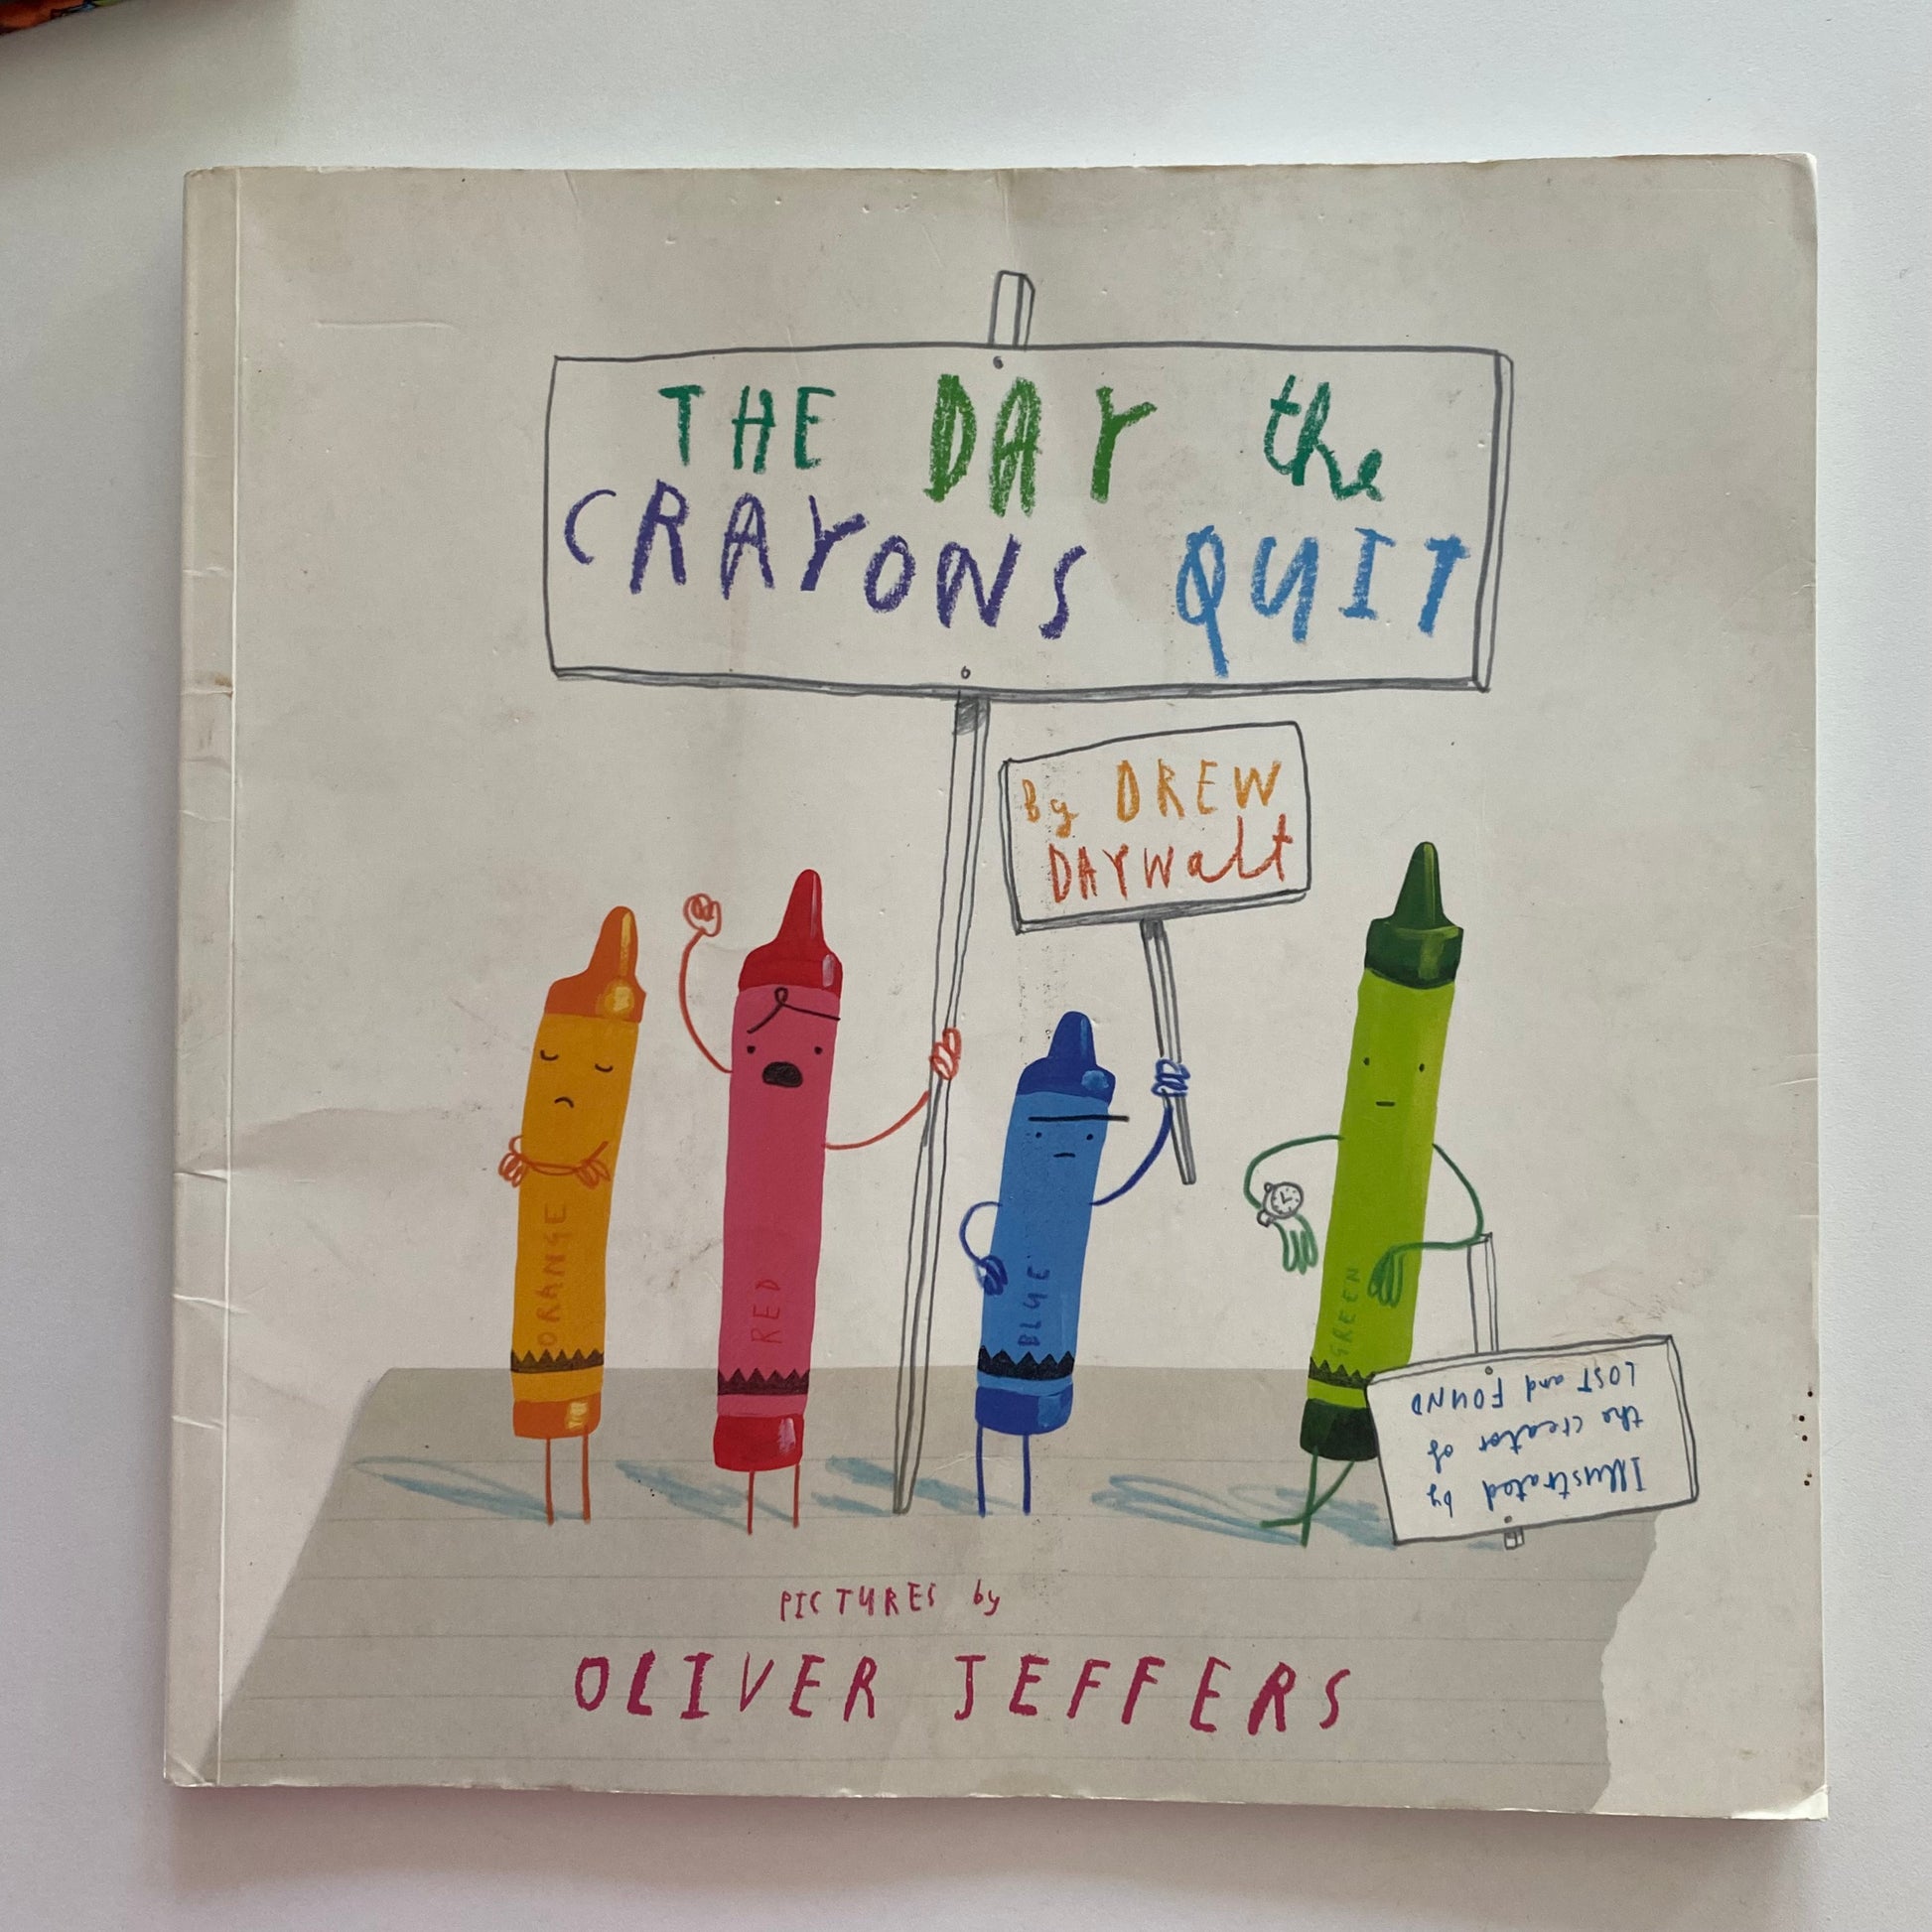 THE DAY the
CRAYONS QUIT
By DREW
DAYWalt
ORANGE
RED
BLUE
GREEN
Illustrated by
the creator of
LOST and FOUND
PICTURES by
OLIVER JEFFERS